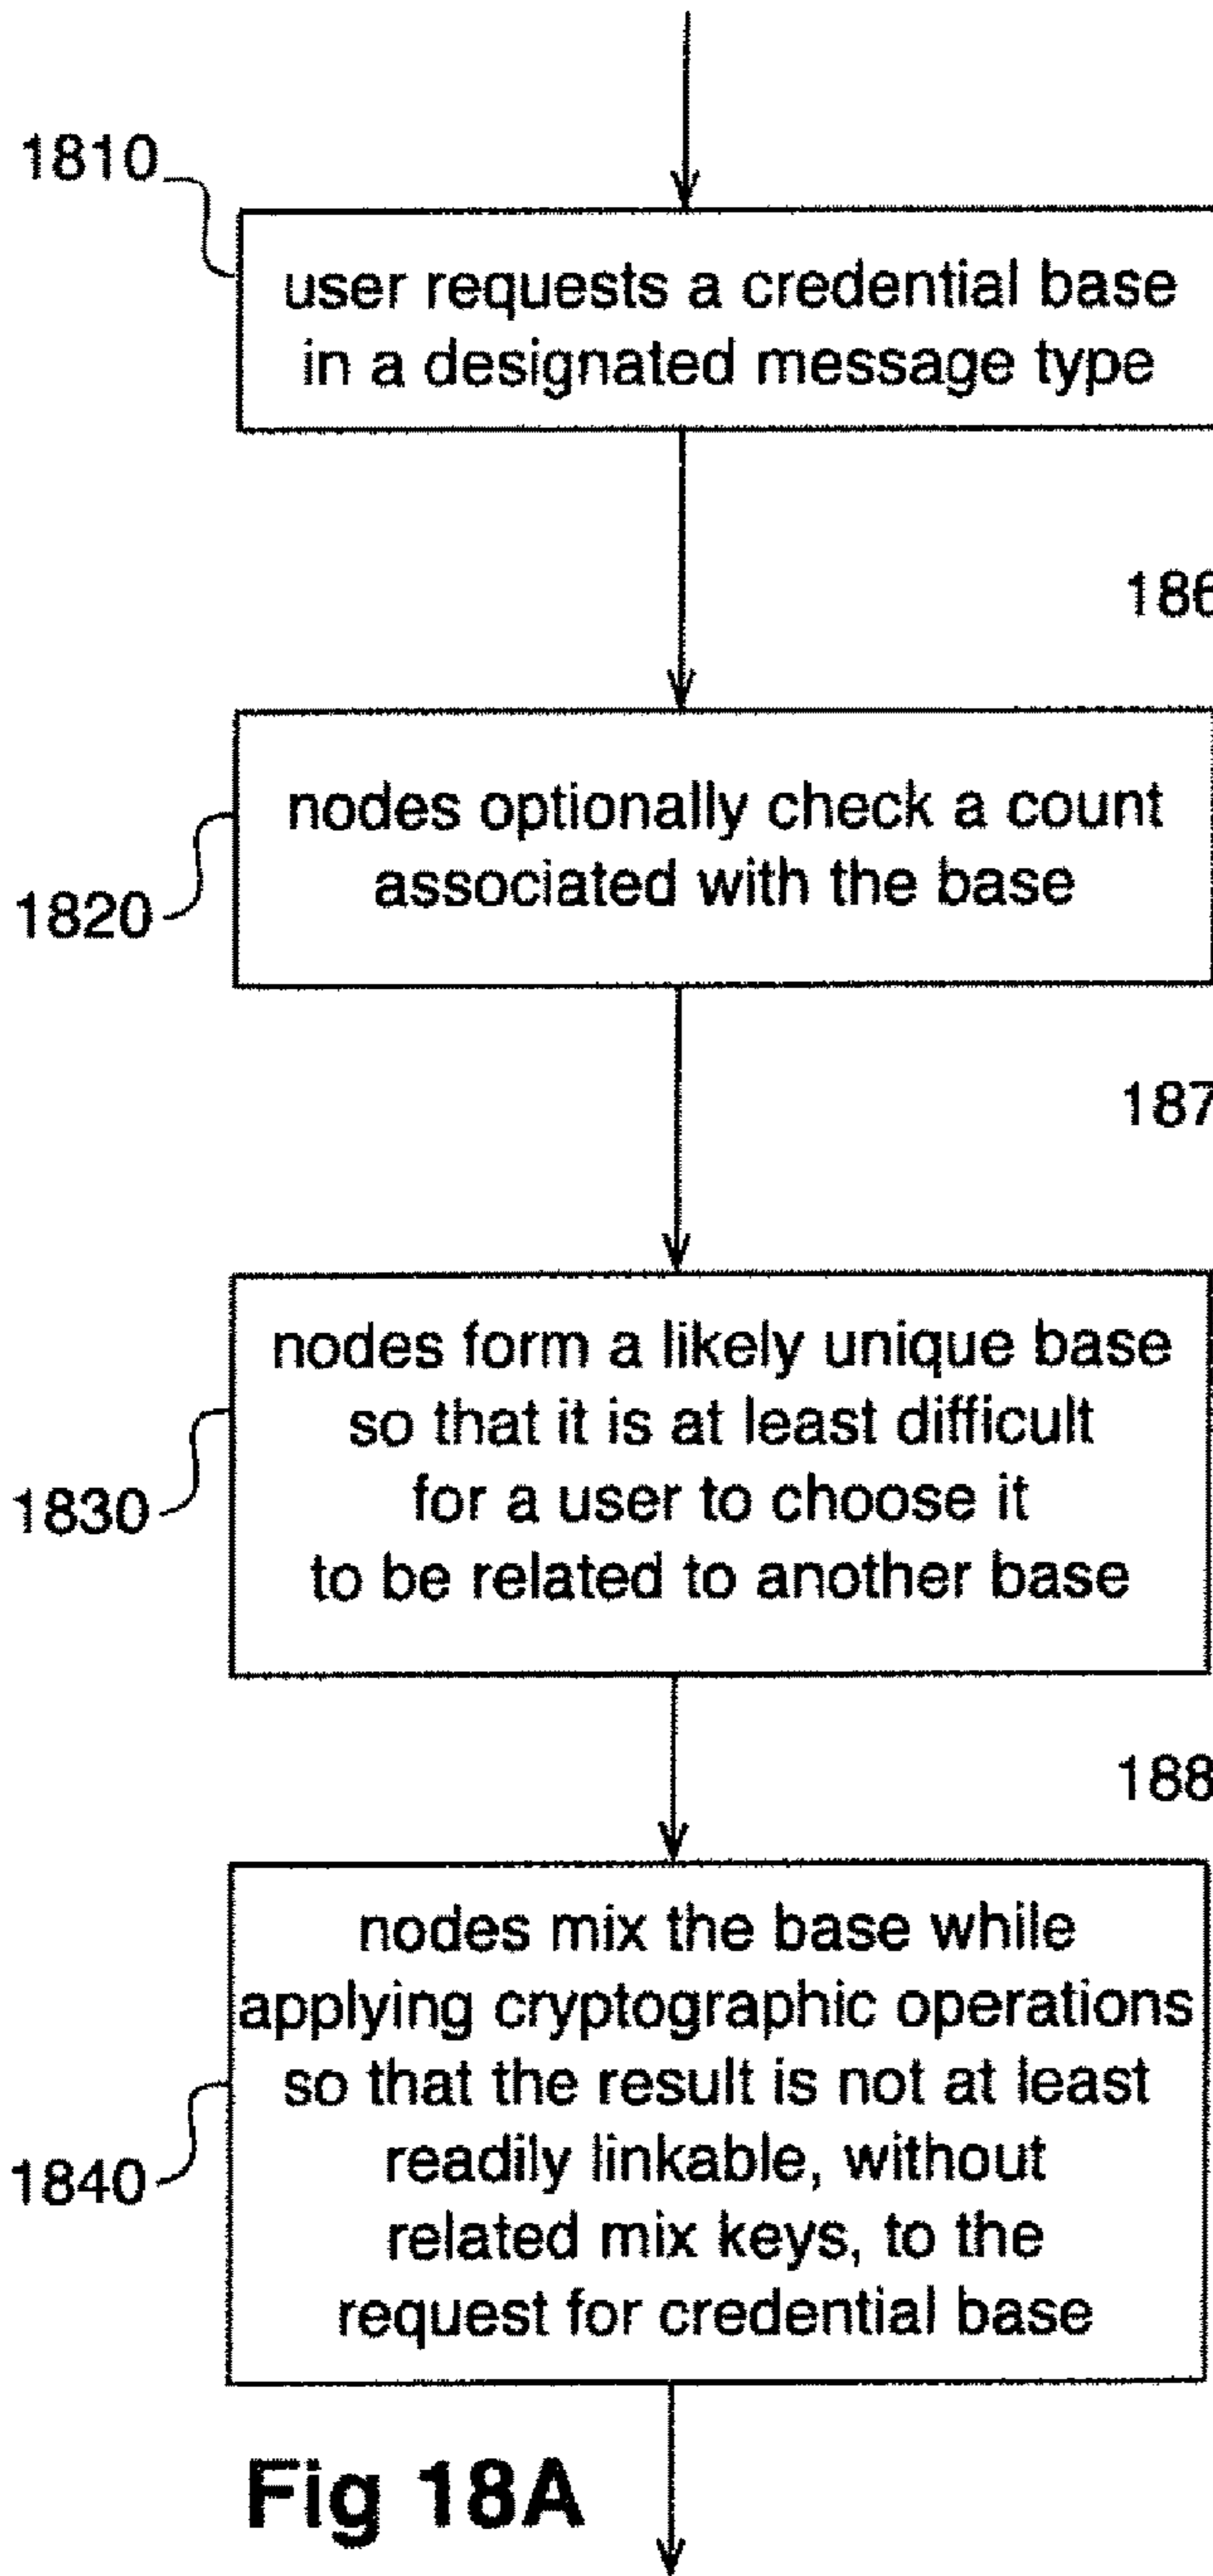 1810
user requests a credential base
in a designated message type
186
nodes optionally check a count
associated with the base
1820
187
nodes form a likely unique base
so that it is at least difficult
for a user to choose it
to be related to another base
1830
188
nodes mix the base while
applying cryptographic operations
so that the result is not at least
readily linkable, without
related mix keys, to the
request for credential base
1840
Fig 18A